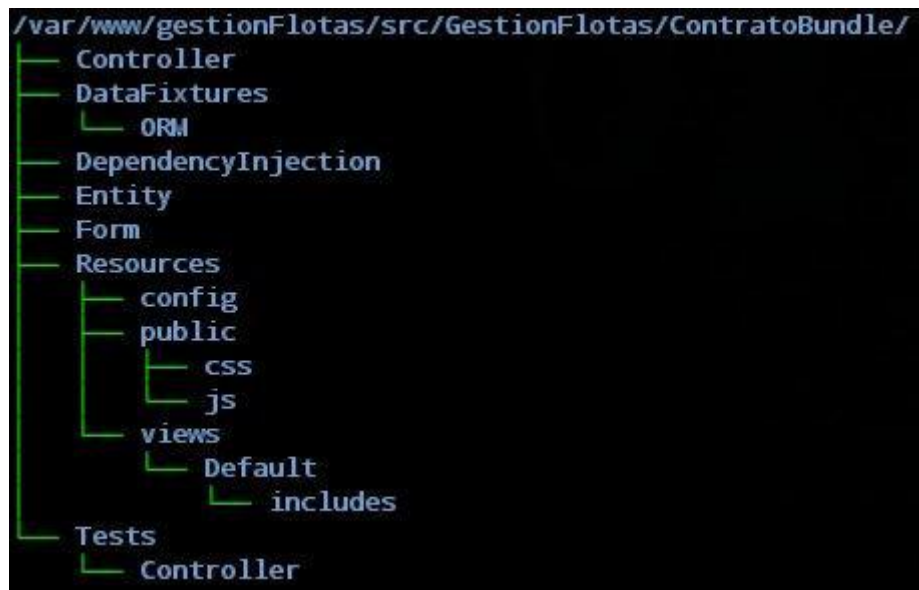 /var/www/gestionFlotas/src/GestionFlotas/ContratoBundle/
├── Controller
├── DataFixtures
│   └── ORM
├── DependencyInjection
├── Entity
├── Form
├── Resources
│   ├── config
│   ├── public
│   │   ├── css
│   │   └── js
│   └── views
│       └── Default
│           └── includes
└── Tests
    └── Controller